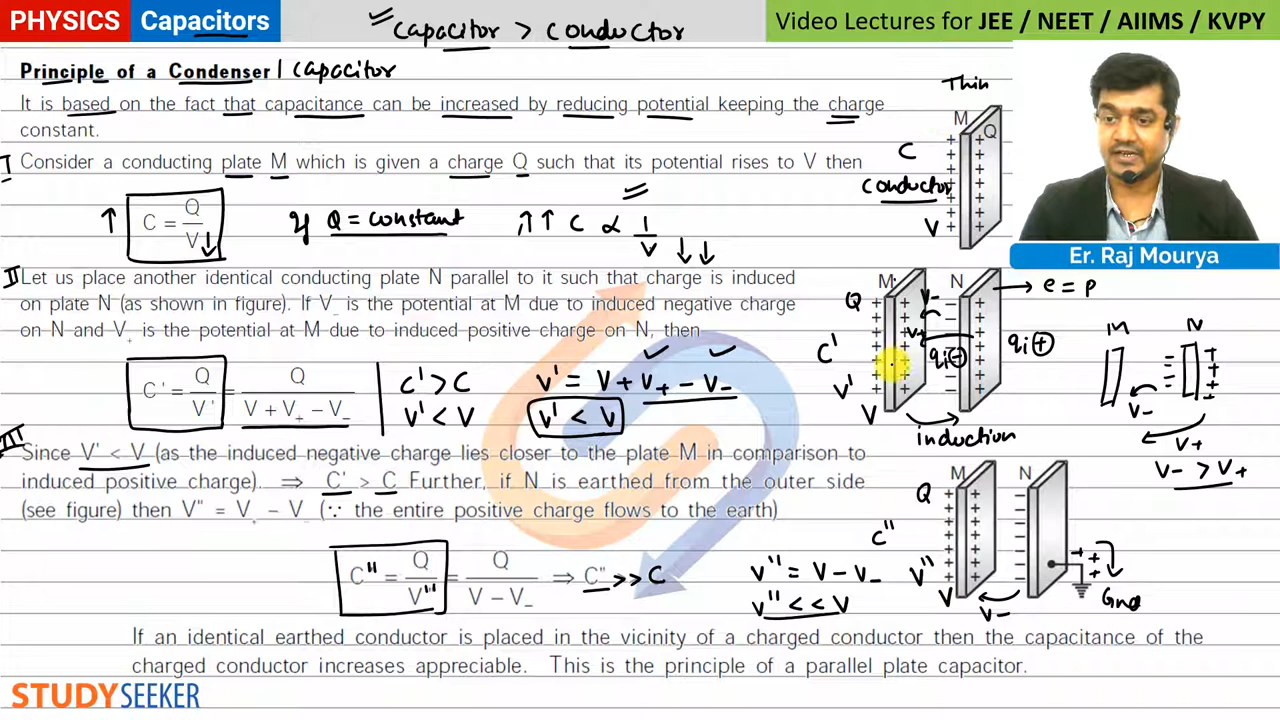 PHYSICS Capacitors
Capacitor > Conductor
Video Lectures for JEE / NEET / AIIMS / KVPY
Principle of a Condenser / Capacitor
It is based on the fact that capacitance can be increased by reducing potential keeping the charge
constant.
I Consider a conducting plate M which is given a charge Q such that its potential rises to V then
↑ C = Q/V ↓ if Q = constant ↑↑ C ∝ 1/V ↓↓
Thin
M
Q
C
Conductor
V
Er. Raj Mourya
II Let us place another identical conducting plate N parallel to it such that charge is induced
on plate N (as shown in figure). If V_ is the potential at M due to induced negative charge
on N and V+ is the potential at M due to induced positive charge on N, then
C' = Q/V' = Q/(V + V+ − V−)
C' > C
V' < V
V' = V + V+ − V−
V' < V
M N → e = p
Q V−
V+
C' qi⊖ qi⊕
V'
V
induction
M N
V−
V+
V− > V+
III Since V' < V (as the induced negative charge lies closer to the plate M in comparison to
induced positive charge). ⇒ C' > C Further, if N is earthed from the outer side
(see figure) then V" = V+ − V− (∵ the entire positive charge flows to the earth)
C" = Q/V" = Q/(V − V−) ⇒ C" >> C
V" = V − V−
V" << V
M N
Q
C"
V"
V
V−
Gnd
If an identical earthed conductor is placed in the vicinity of a charged conductor then the capacitance of the
charged conductor increases appreciable. This is the principle of a parallel plate capacitor.
STUDYSEEKER